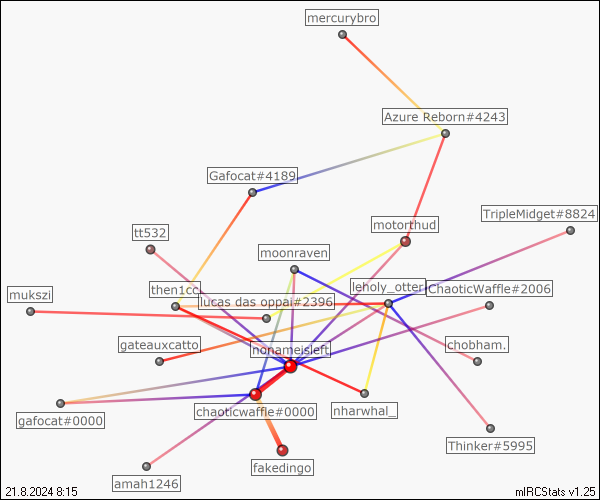 mercurybro
Azure Reborn#4243
Gafocat#4189
TripleMidget#8824
motorthud
tt532
moonraven
leholy_otter
ChaoticWaffle#2006
then1cc
mukszi
lucas das oppai#2396
gateauxcatto
nonameisleft
chobham.
chaoticwaffle#0000
nharwhal_
gafocat#0000
Thinker#5995
fakedingo
amah1246
21.8.2024 8:15
mIRCStats v1.25